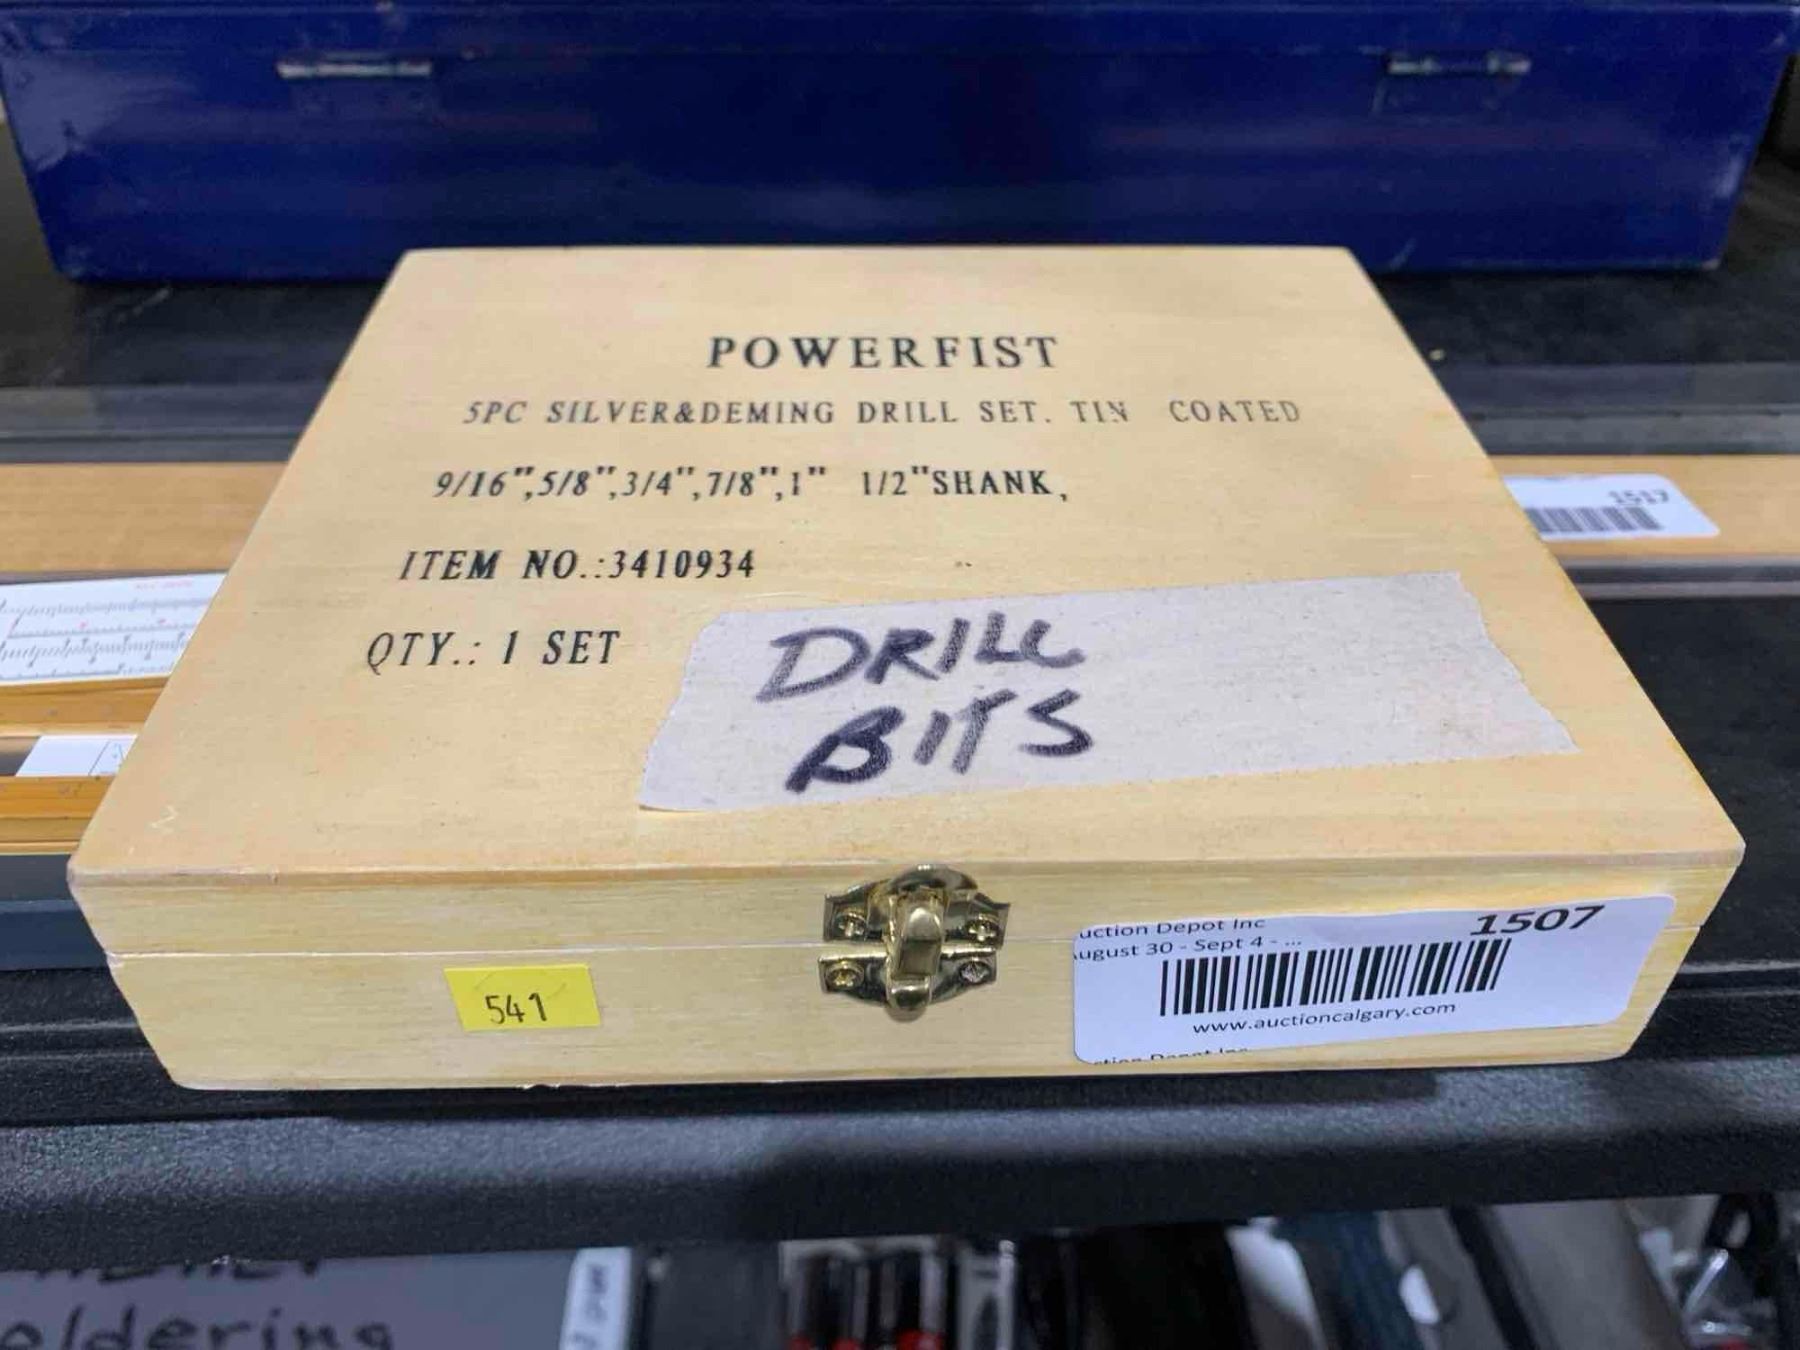 POWERFIST
5PC SILVER&DEMING DRILL SET. TIN COATED
9/16",5/8",3/4",7/8",1" 1/2"SHANK,
ITEM NO.:3410934
QTY.: 1 SET
DRILL
BITS
1517
541
uction Depot Inc
1507
ugust 30 - Sept 4 - ...
www.auctioncalgary.com
oldering